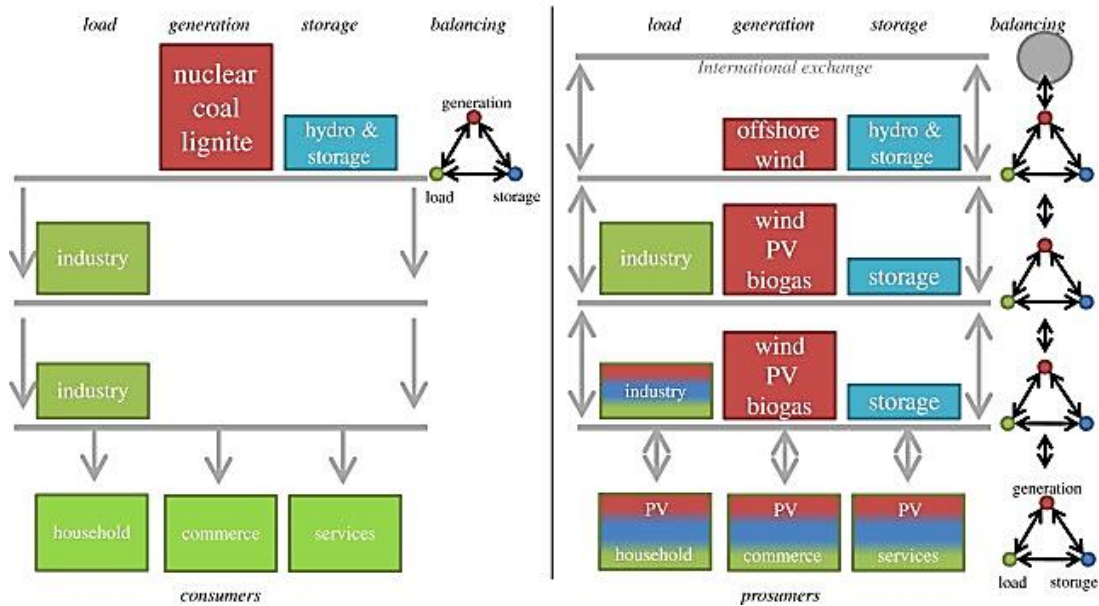 load generation storage balancing
nuclear
coal
lignite
hydro &
storage
generation
load storage
industry
industry
household commerce services
consumers
load generation storage balancing
International exchange
offshore
wind
hydro &
storage
industry
wind
PV
biogas
storage
industry
wind
PV
biogas
storage
PV PV PV
household commerce services
generation
load storage
prosumers